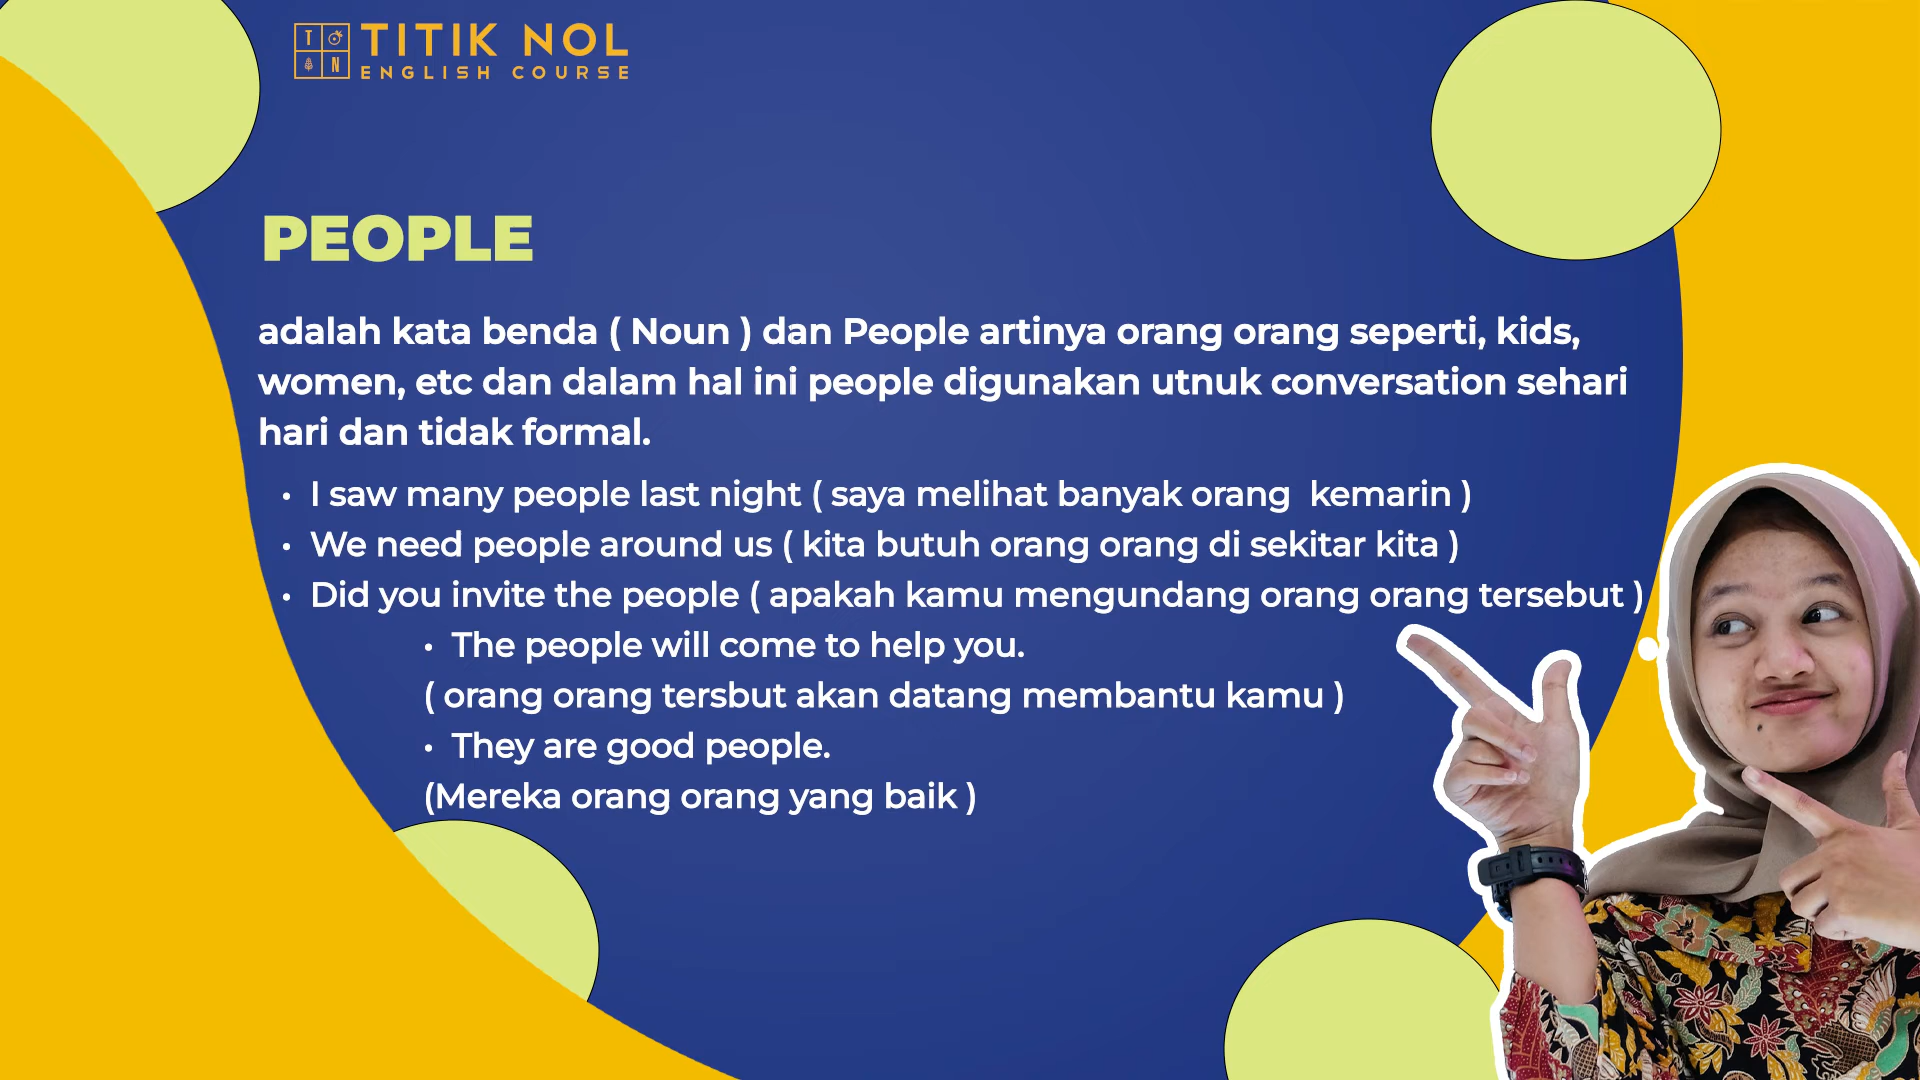 T
N
TITIK NOL
ENGLISH COURSE
PEOPLE
adalah kata benda ( Noun ) dan People artinya orang orang seperti, kids,
women, etc dan dalam hal ini people digunakan utnuk conversation sehari
hari dan tidak formal.
• I saw many people last night ( saya melihat banyak orang  kemarin )
• We need people around us ( kita butuh orang orang di sekitar kita )
• Did you invite the people ( apakah kamu mengundang orang orang tersebut )
• The people will come to help you.
( orang orang tersbut akan datang membantu kamu )
• They are good people.
(Mereka orang orang yang baik )